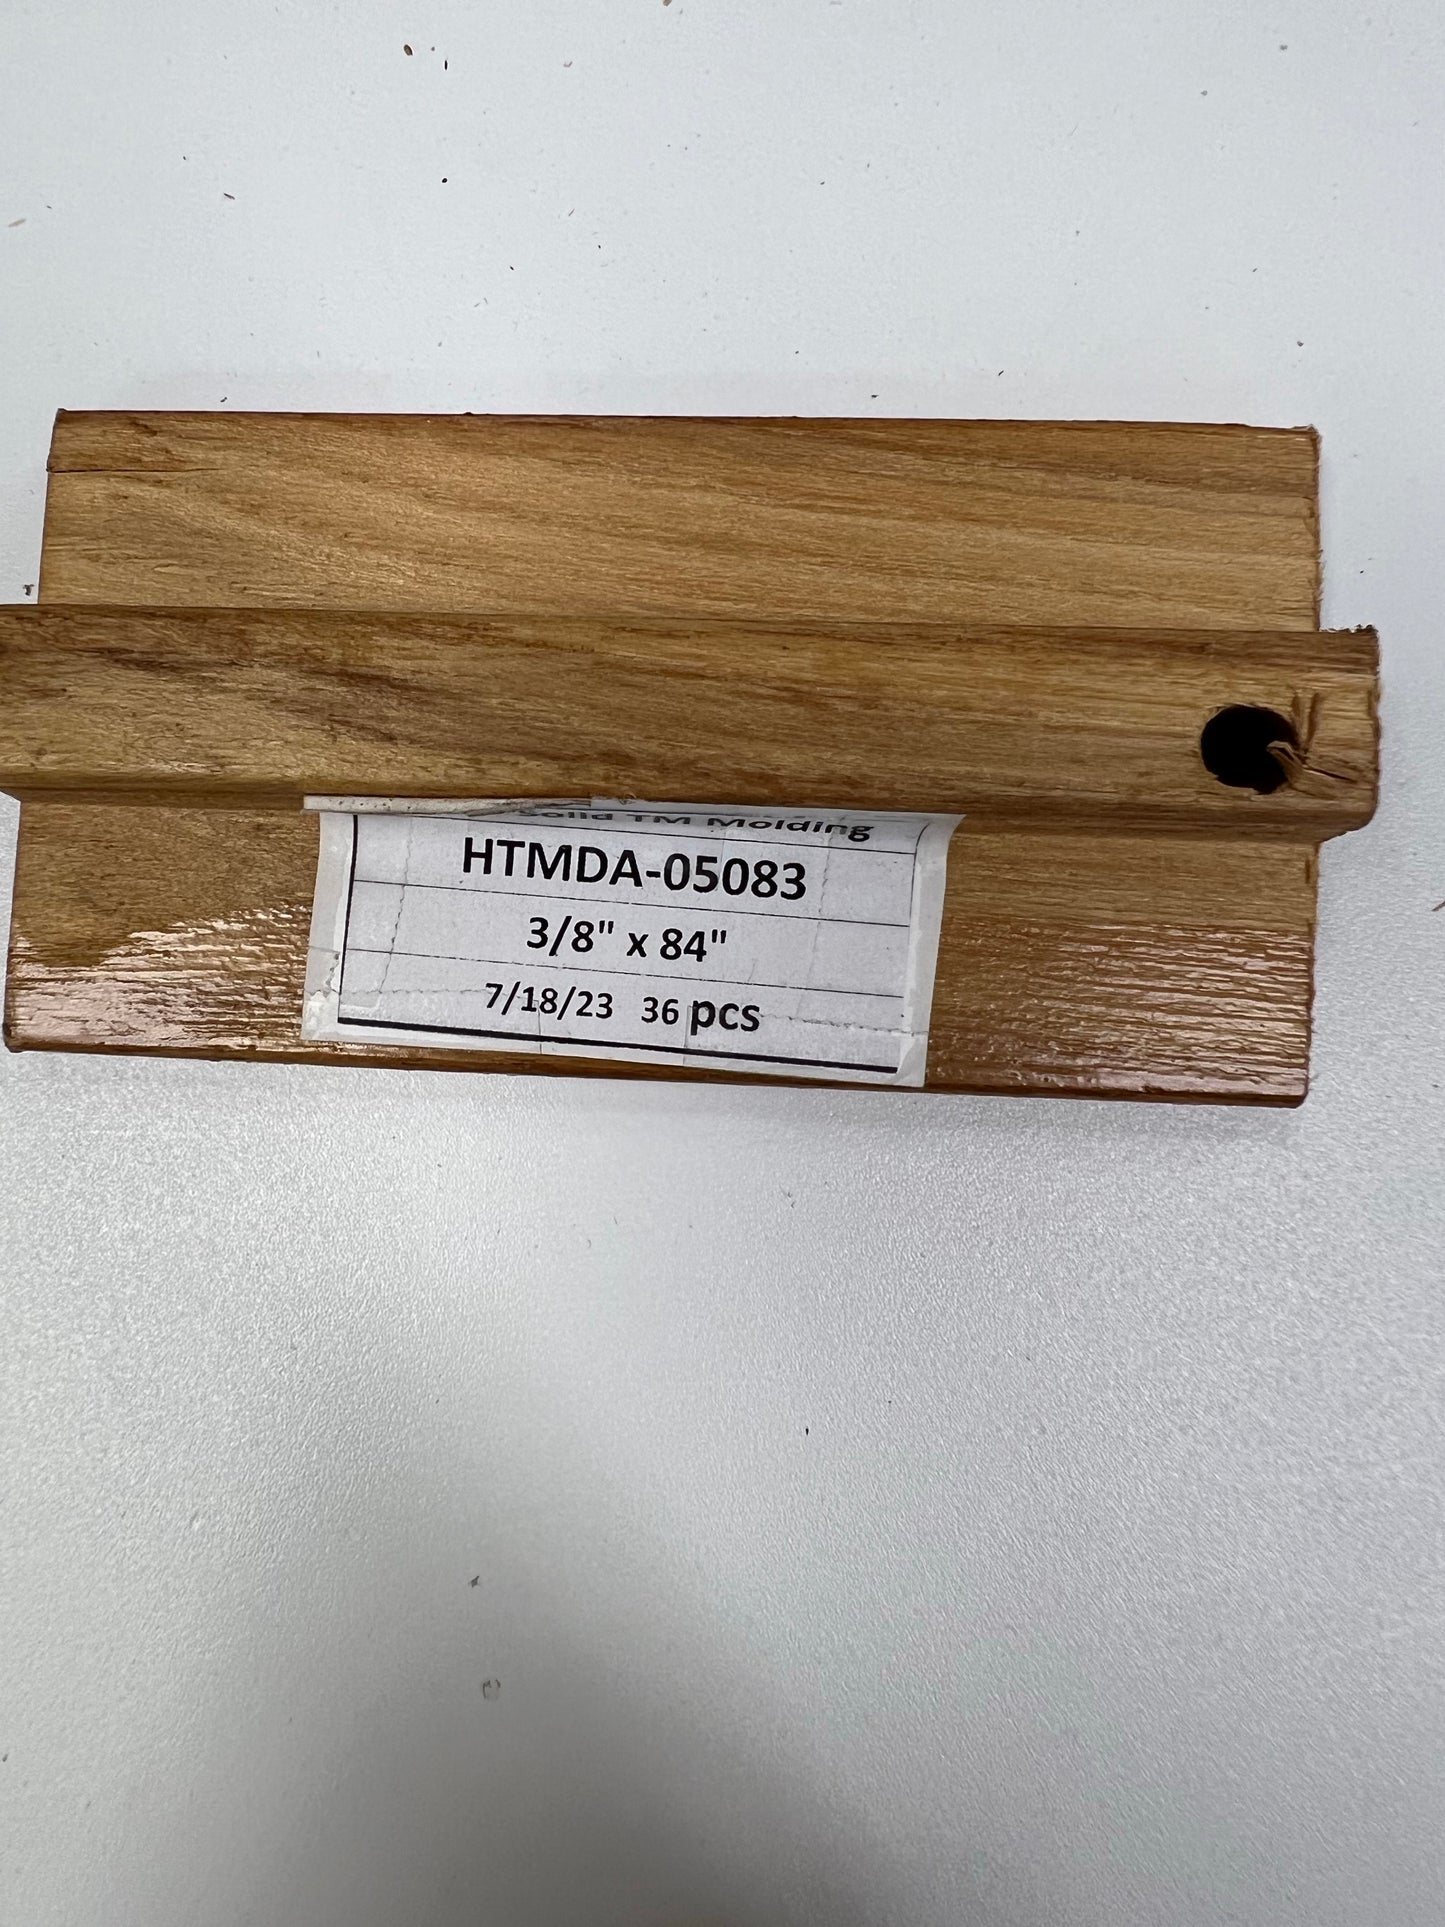 Solid TM Molding
HTMDA-05083
3/8" x 84"
7/18/23 36 pcs